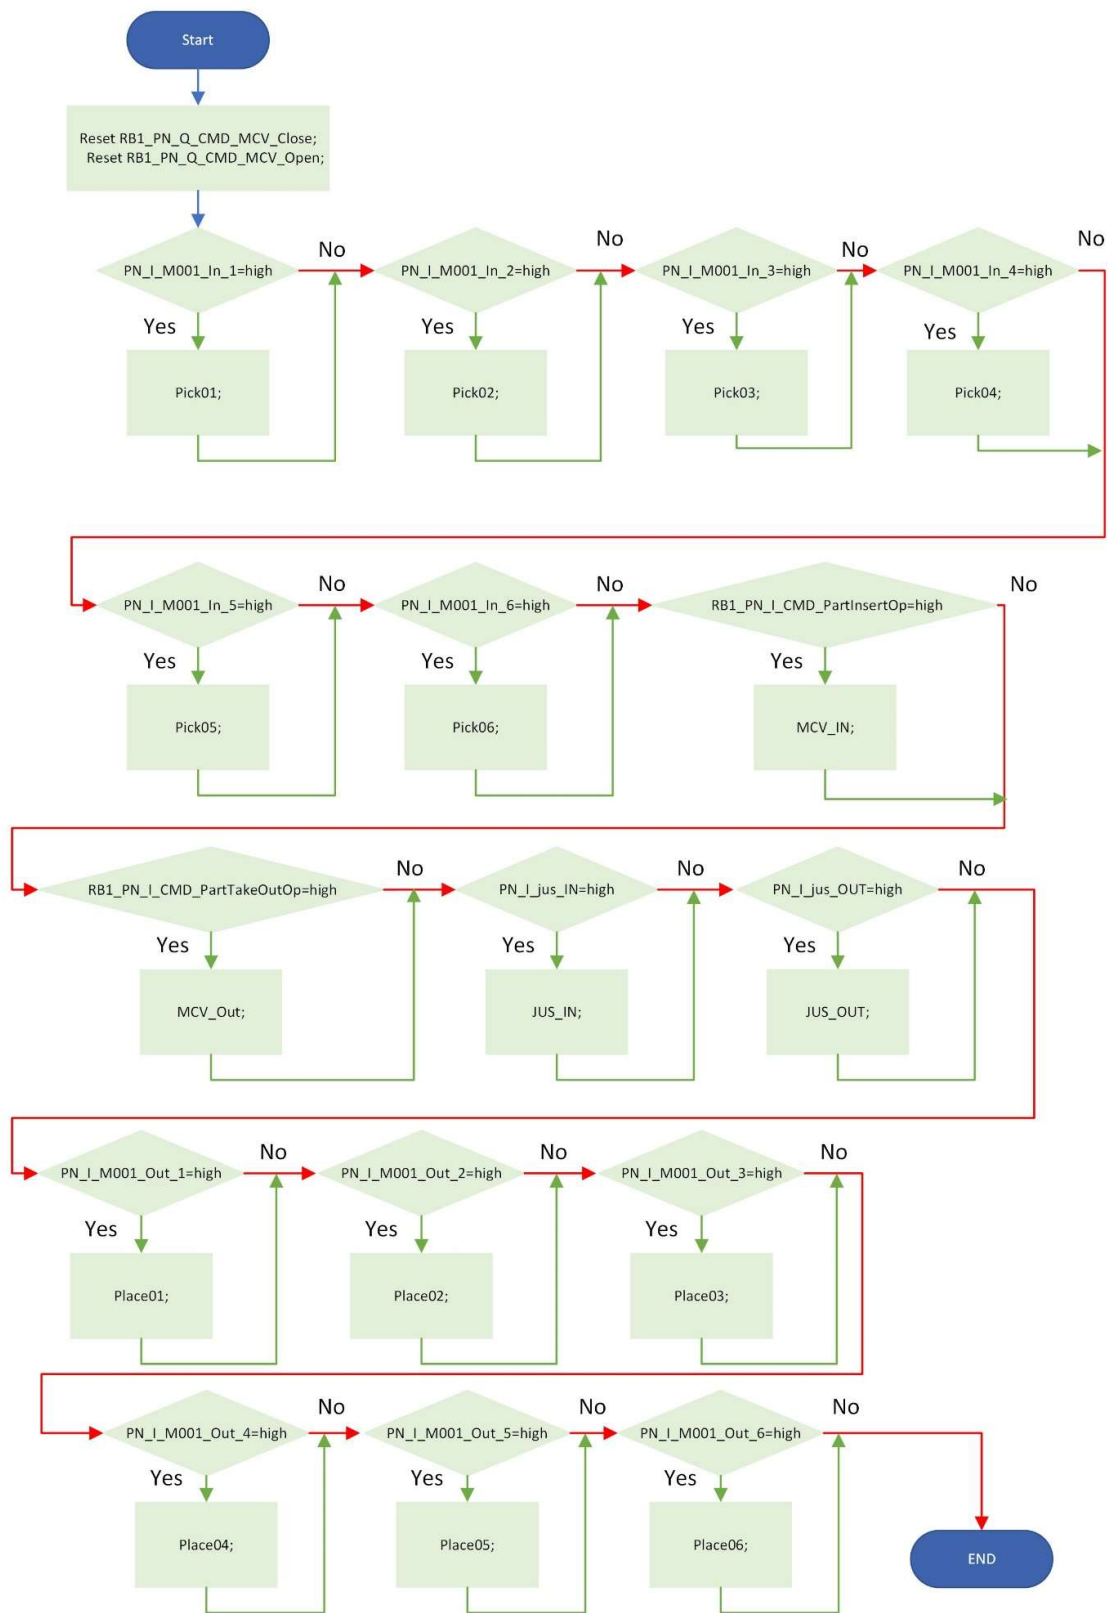 Start
Reset RB1_PN_Q_CMD_MCV_Close;
Reset RB1_PN_Q_CMD_MCV_Open;
PN_I_M001_In_1=high
No
PN_I_M001_In_2=high
No
PN_I_M001_In_3=high
No
PN_I_M001_In_4=high
No
Yes
Yes
Yes
Yes
Pick01;
Pick02;
Pick03;
Pick04;
PN_I_M001_In_5=high
No
PN_I_M001_In_6=high
No
RB1_PN_I_CMD_PartInsertOp=high
No
Yes
Yes
Yes
Pick05;
Pick06;
MCV_IN;
RB1_PN_I_CMD_PartTakeOutOp=high
No
PN_I_jus_IN=high
No
PN_I_jus_OUT=high
No
Yes
Yes
Yes
MCV_Out;
JUS_IN;
JUS_OUT;
PN_I_M001_Out_1=high
No
PN_I_M001_Out_2=high
No
PN_I_M001_Out_3=high
No
Yes
Yes
Yes
Place01;
Place02;
Place03;
PN_I_M001_Out_4=high
No
PN_I_M001_Out_5=high
No
PN_I_M001_Out_6=high
No
Yes
Yes
Yes
Place04;
Place05;
Place06;
END